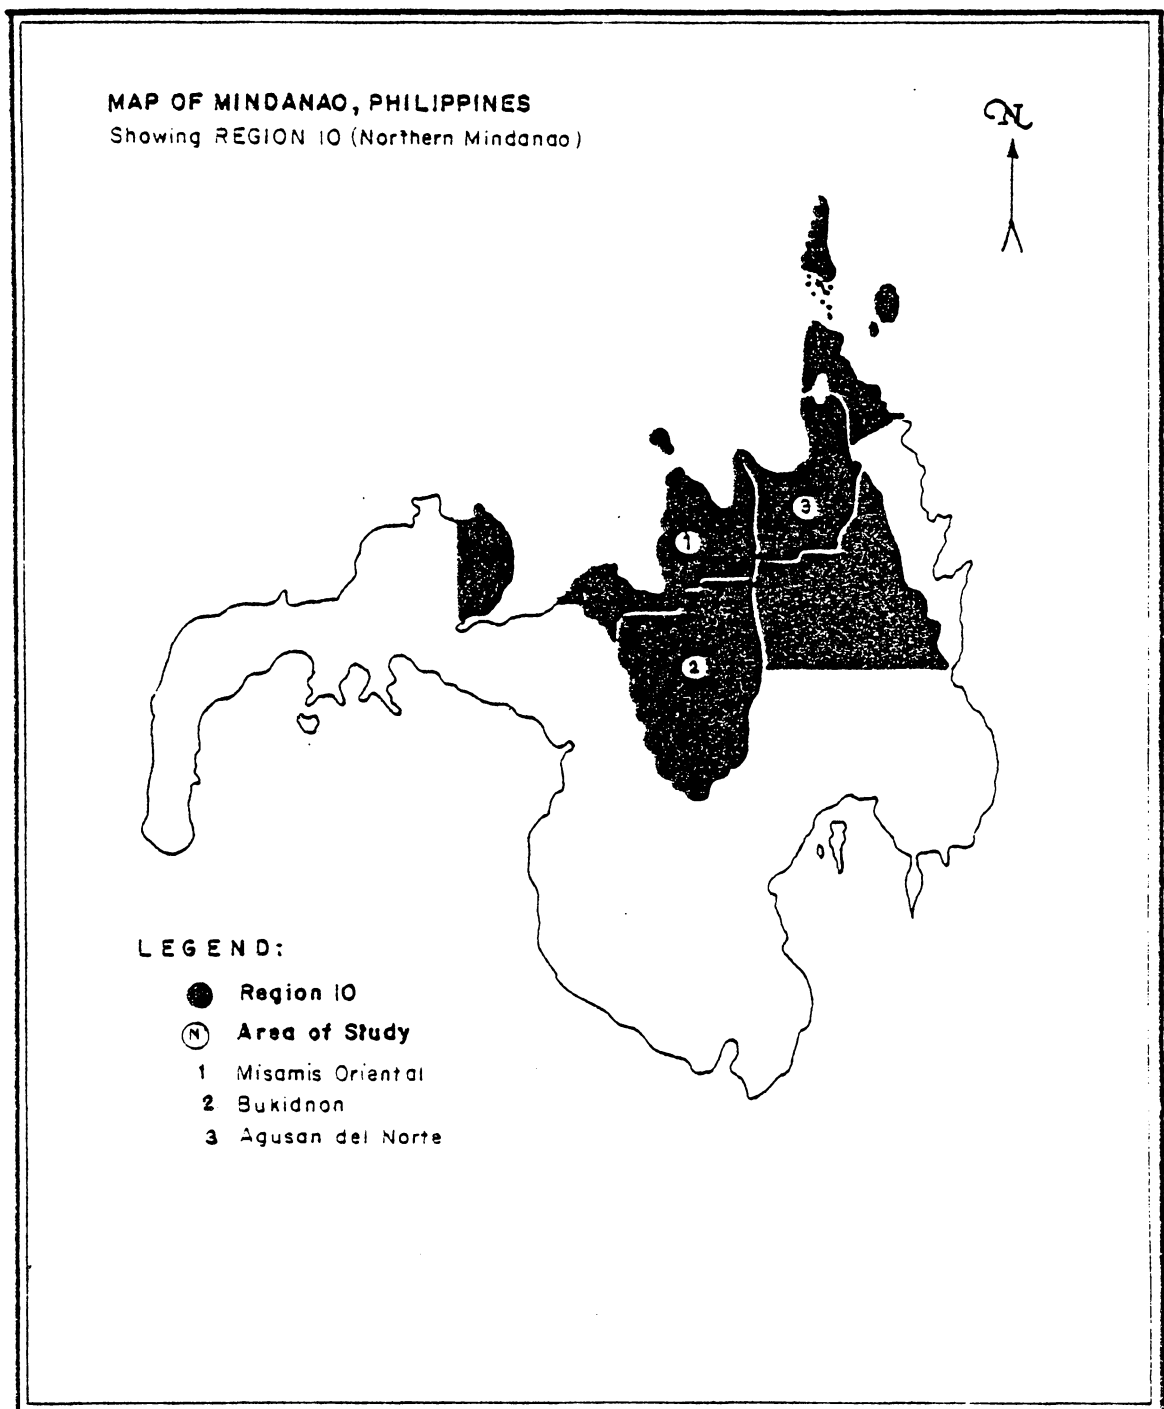 MAP OF MINDANAO, PHILIPPINES
Showing REGION 10 (Northern Mindanao)
N
3
1
2
LEGEND:
Region 10
N Area of Study
1 Misamis Oriental
2 Bukidnon
3 Agusan del Norte